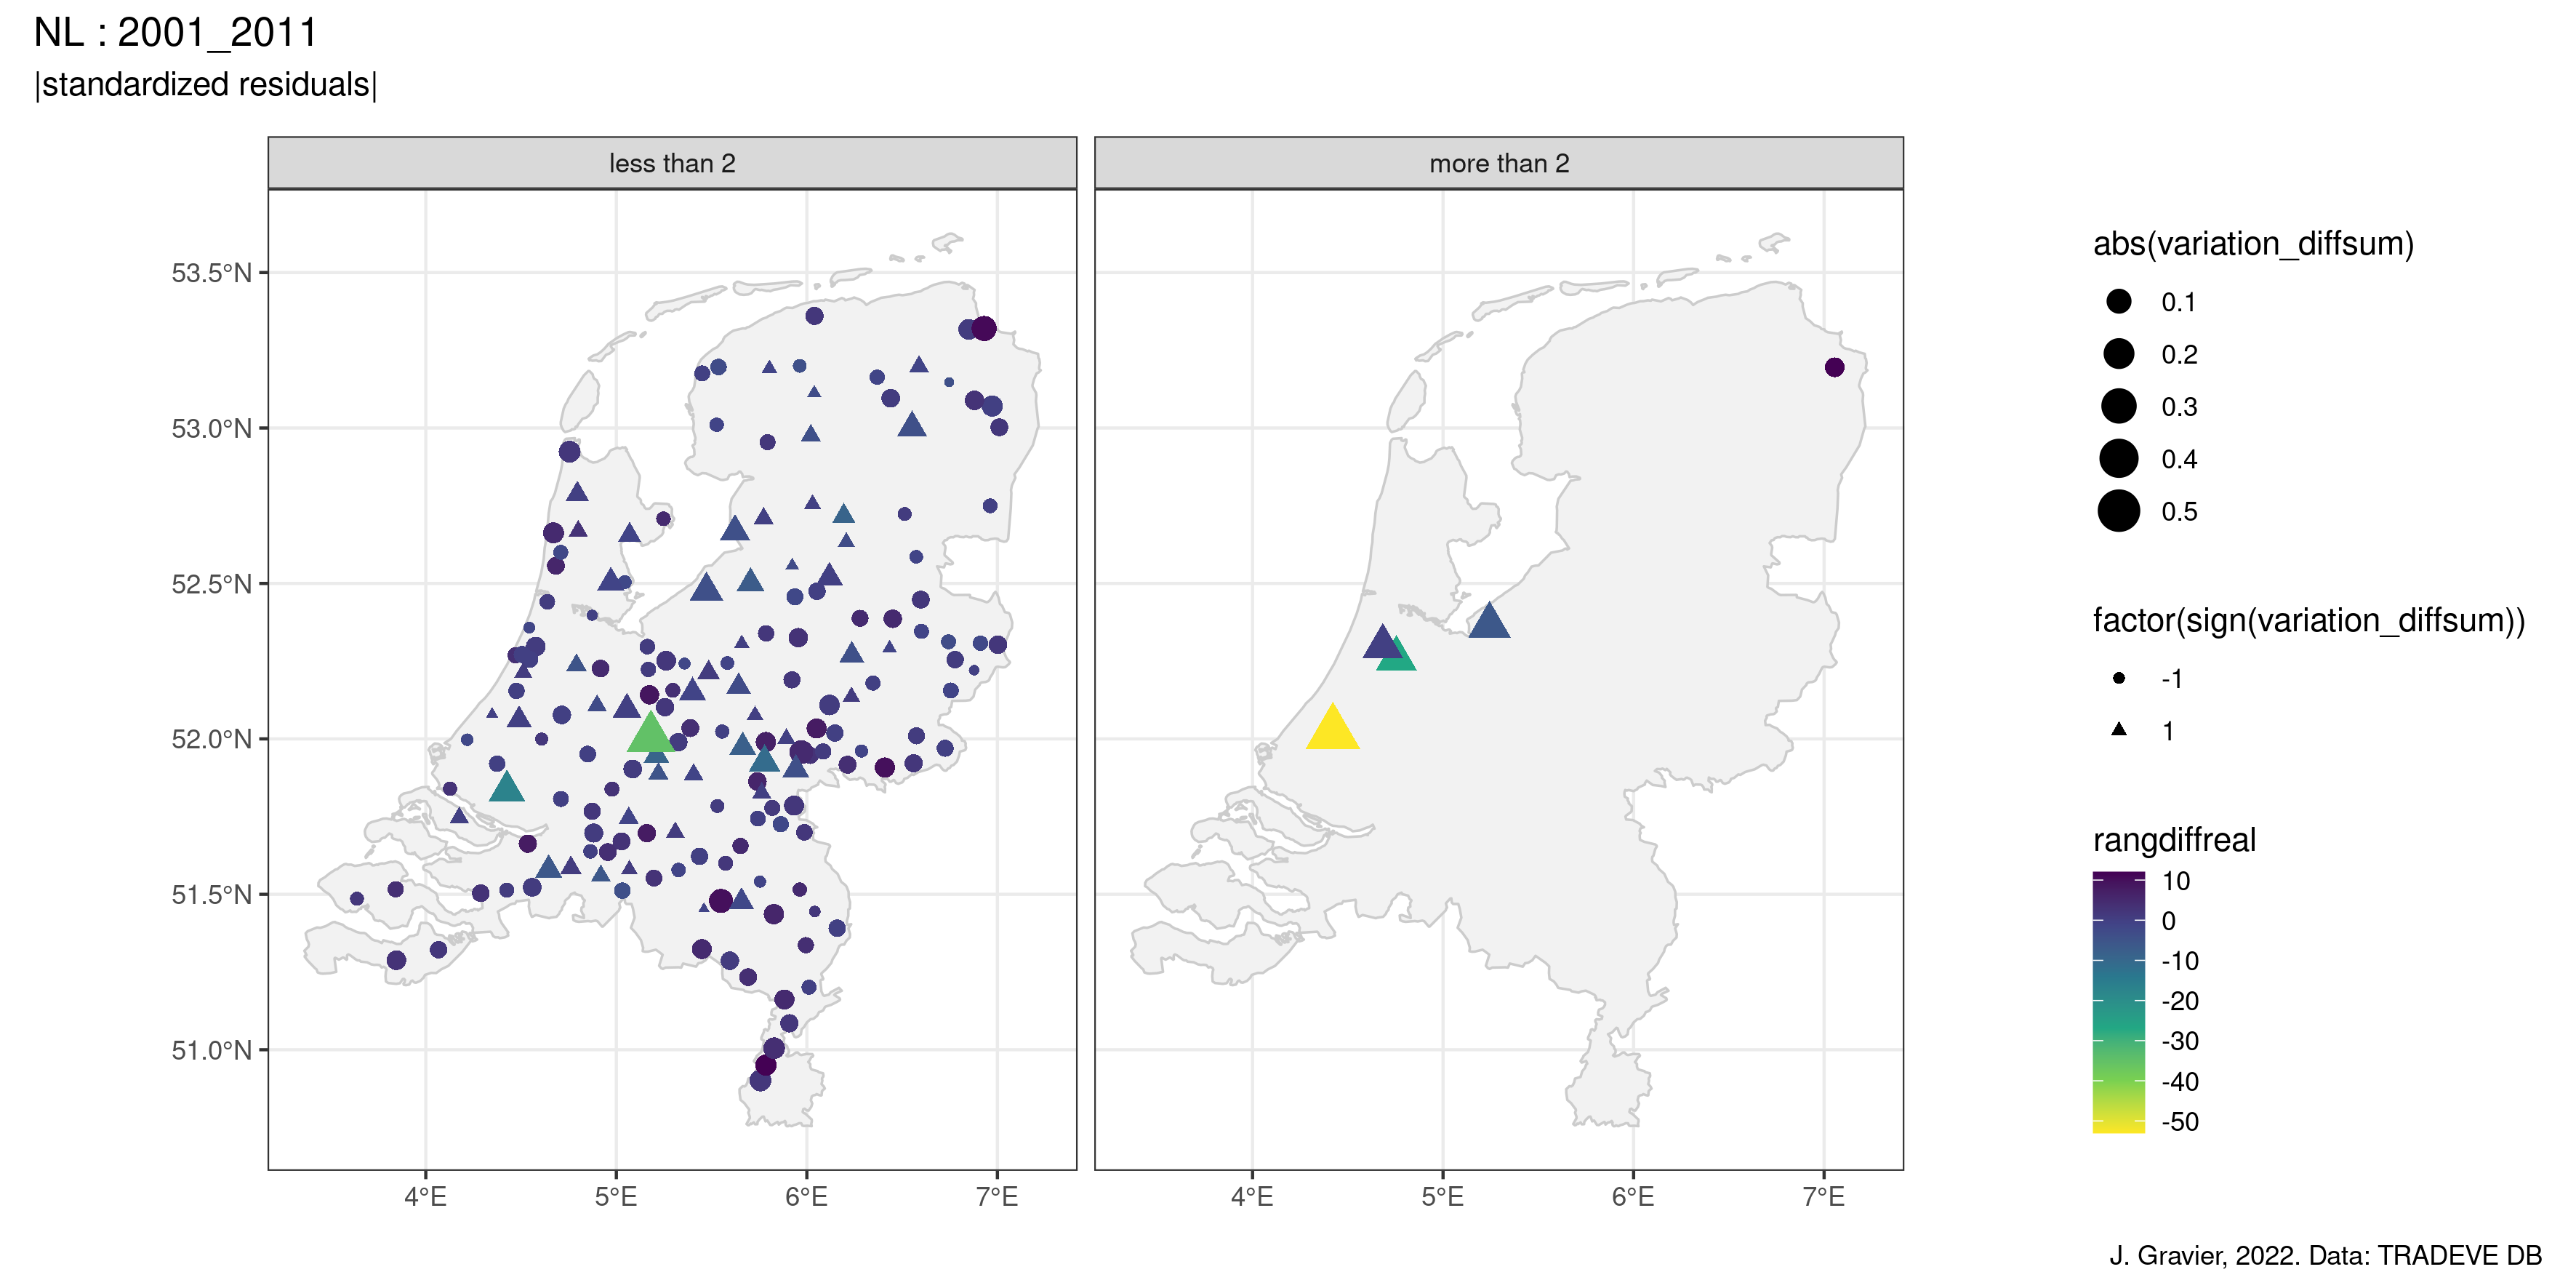 NL : 2001_2011
|standardized residuals|
less than 2
more than 2
53.5°N
53.0°N
52.5°N
52.0°N
51.5°N
51.0°N
4°E
5°E
6°E
7°E
4°E
5°E
6°E
7°E
abs(variation_diffsum)
0.1
0.2
0.3
0.4
0.5
factor(sign(variation_diffsum))
-1
1
rangdiffreal
10
0
-10
-20
-30
-40
-50
J. Gravier, 2022. Data: TRADEVE DB